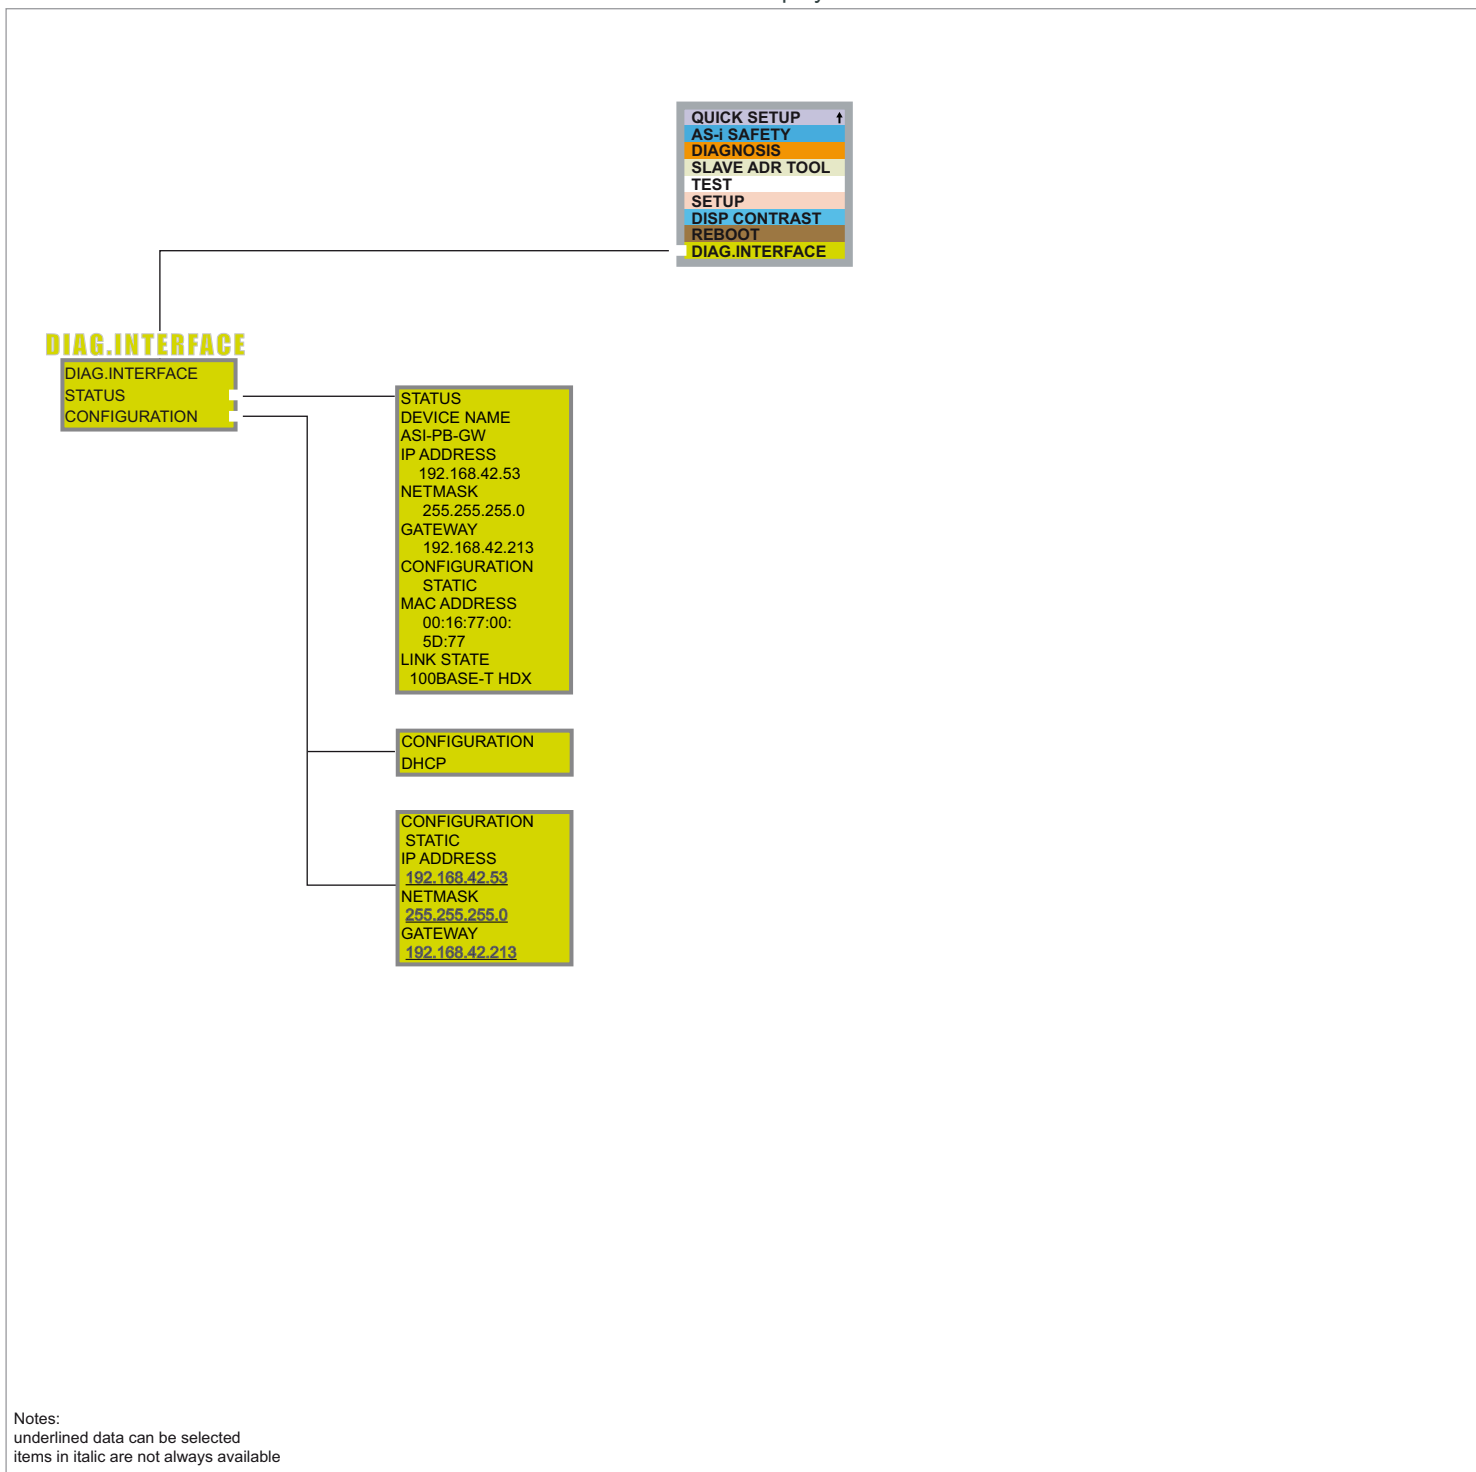 QUICK SETUP ↑
AS-i SAFETY
DIAGNOSIS
SLAVE ADR TOOL
TEST
SETUP
DISP CONTRAST
REBOOT
DIAG.INTERFACE
DIAG.INTERFACE
DIAG.INTERFACE
STATUS
CONFIGURATION
STATUS
DEVICE NAME
ASI-PB-GW
IP ADDRESS
192.168.42.53
NETMASK
255.255.255.0
GATEWAY
192.168.42.213
CONFIGURATION
STATIC
MAC ADDRESS
00:16:77:00:
5D:77
LINK STATE
100BASE-T HDX
CONFIGURATION
DHCP
CONFIGURATION
STATIC
IP ADDRESS
192.168.42.53
NETMASK
255.255.255.0
GATEWAY
192.168.42.213
Notes:
underlined data can be selected
items in italic are not always available